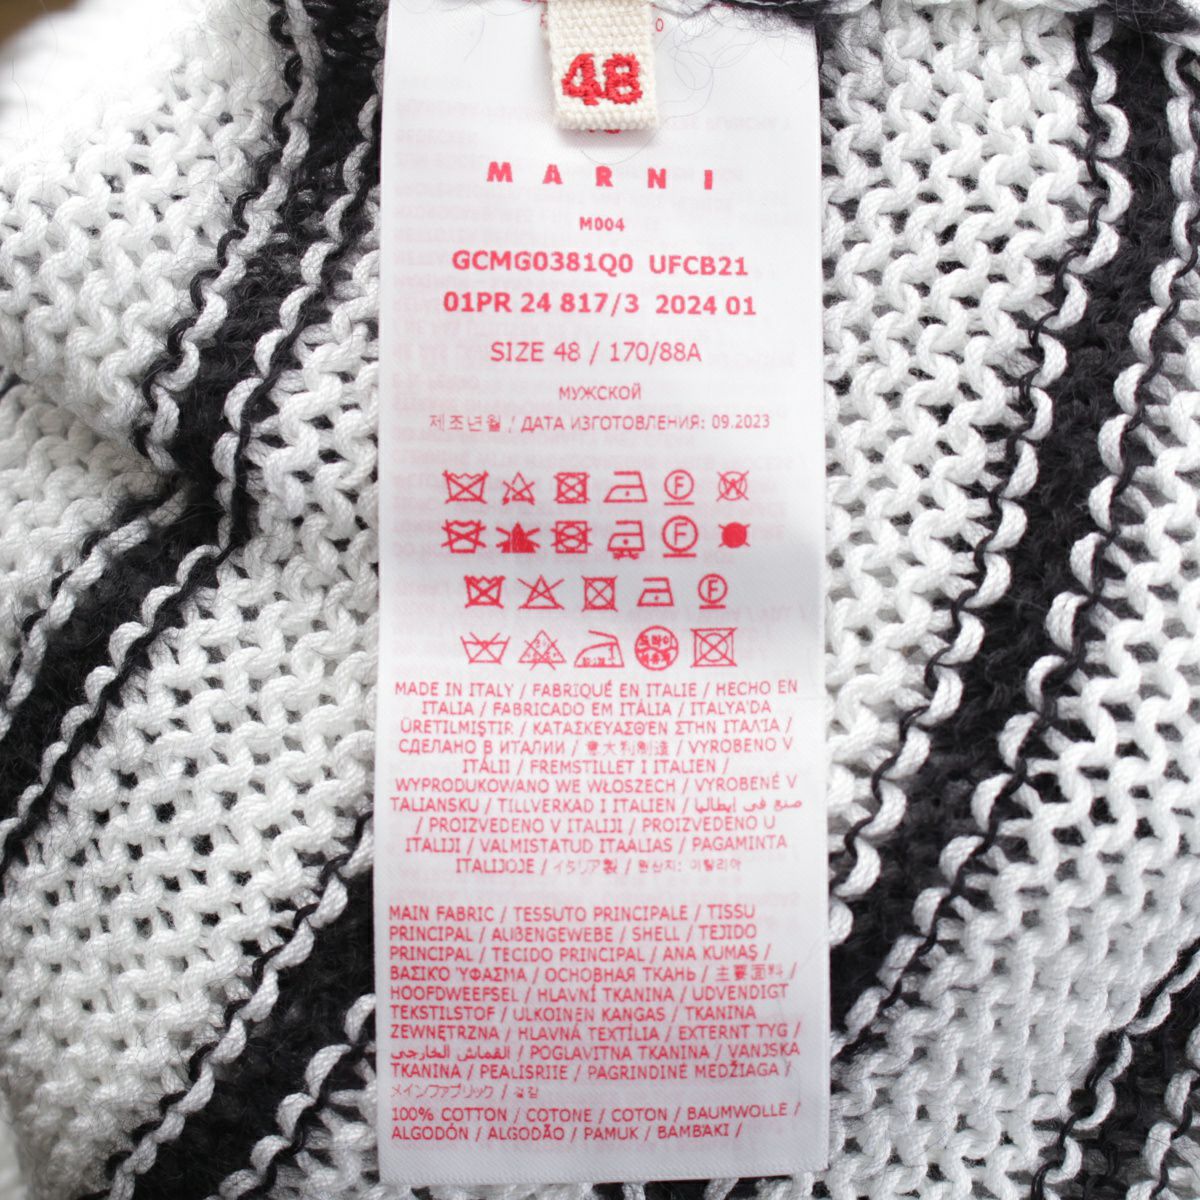 48
MARNI
M004
GCMG0381Q0 UFCB21
01PR 24 817/3 2024 01
SIZE 48 / 170/88A
МУЖСКОЙ
제조년월 / ДАТА ИЗГОТОВЛЕНИЯ: 09.2023
F
F
F
드라이
석유계
MADE IN ITALY / FABRIQUÉ EN ITALIE / HECHO EN
ITALIA / FABRICADO EM ITÁLIA / ITALYA'DA
ÜRETILMIŞTIR / ΚΑΤΑΣΚΕΥΑΣΘΈΝ ΣΤΗΝ ΙΤΑΛΊΑ /
СДЕЛАНО В ИТАЛИИ / 意大利制造 / VYROBENO V
ITÁLII / FREMSTILLET I ITALIEN /
WYPRODUKOWANO WE WŁOSZECH / VYROBENÉ V
TALIANSKU / TILLVERKAD I ITALIEN / صنع في إيطاليا
/ PROIZVEDENO V ITALIJI / PROIZVEDENO U
ITALIJI / VALMISTATUD ITAALIAS / PAGAMINTA
ITALIJOJE / イタリア製 / 원산지: 이탈리아
MAIN FABRIC / TESSUTO PRINCIPALE / TISSU
PRINCIPAL / AUßENGEWEBE / SHELL / TEJIDO
PRINCIPAL / TECIDO PRINCIPAL / ANA KUMAŞ /
ΒΑΣΙΚΌ ΎΦΑΣΜΑ / ОСНОВНАЯ ТКАНЬ / 主要面料 /
HOOFDWEEFSEL / HLAVNÍ TKANINA / UDVENDIGT
TEKSTILSTOF / ULKOINEN KANGAS / TKANINA
ZEWNĘTRZNA / HLAVNÁ TEXTÍLIA / EXTERNT TYG /
القماش الخارجي / POGLAVITNA TKANINA / VANJSKA
TKANINA / PEALISRIIE / PAGRINDINĖ MEDŽIAGA /
メインファブリック / 겉감
100% COTTON / COTONE / COTON / BAUMWOLLE /
ALGODÓN / ALGODÃO / PAMUK / ΒΑΜΒΆΚΙ /